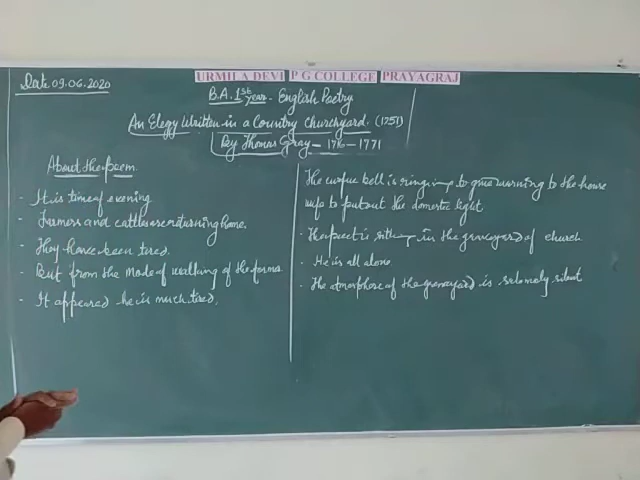 Date 09.06.2020
URMILA DEVI P G COLLEGE PRAYAGRAJ
B.A. 1st year - English Poetry
An Elegy Written in a Country Churchyard. (1751)
By Thomas Gray - 1716 - 1771
About the poem.
- It is time of evening
- Farmers and cattle are returning home.
- They have been tired.
- But from the mode of walking of the farmer
- It appeared he is much tired.
The curfue bell is ringing to give warning to the house
wife to put out the domestic light.
- The poet is sitting in the graveyard of church
- He is all alone
- The atmosphere of the graveyard is silent